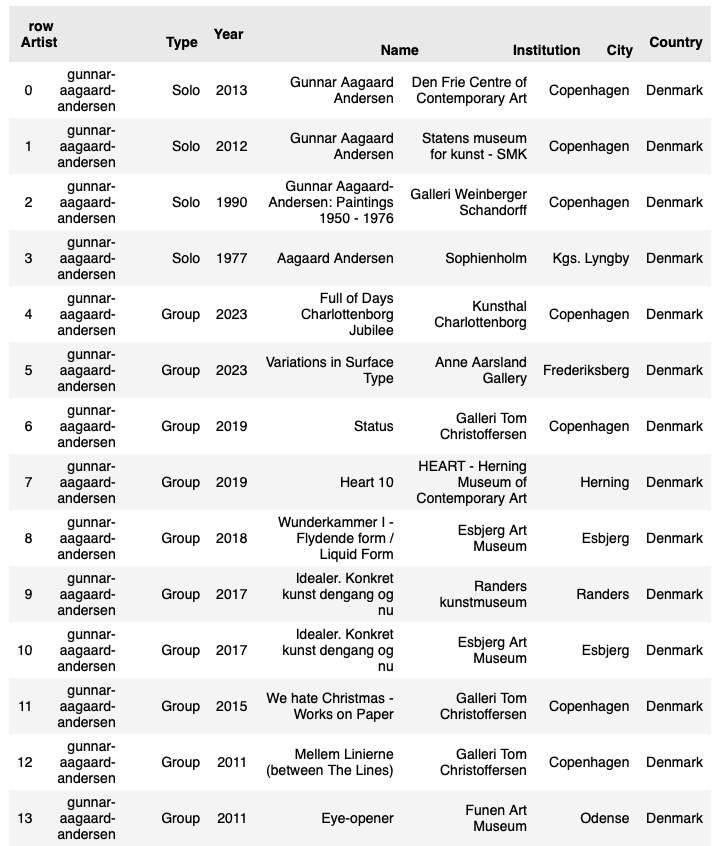 row Artist Type Year Name Institution City Country
0 gunnar-aagaard-andersen Solo 2013 Gunnar Aagaard Andersen Den Frie Centre of Contemporary Art Copenhagen Denmark
1 gunnar-aagaard-andersen Solo 2012 Gunnar Aagaard Andersen Statens museum for kunst - SMK Copenhagen Denmark
2 gunnar-aagaard-andersen Solo 1990 Gunnar Aagaard-Andersen: Paintings 1950 - 1976 Galleri Weinberger Schandorff Copenhagen Denmark
3 gunnar-aagaard-andersen Solo 1977 Aagaard Andersen Sophienholm Kgs. Lyngby Denmark
4 gunnar-aagaard-andersen Group 2023 Full of Days Charlottenborg Jubilee Kunsthal Charlottenborg Copenhagen Denmark
5 gunnar-aagaard-andersen Group 2023 Variations in Surface Type Anne Aarsland Gallery Frederiksberg Denmark
6 gunnar-aagaard-andersen Group 2019 Status Galleri Tom Christoffersen Copenhagen Denmark
7 gunnar-aagaard-andersen Group 2019 Heart 10 HEART - Herning Museum of Contemporary Art Herning Denmark
8 gunnar-aagaard-andersen Group 2018 Wunderkammer I - Flydende form / Liquid Form Esbjerg Art Museum Esbjerg Denmark
9 gunnar-aagaard-andersen Group 2017 Idealer. Konkret kunst dengang og nu Randers kunstmuseum Randers Denmark
10 gunnar-aagaard-andersen Group 2017 Idealer. Konkret kunst dengang og nu Esbjerg Art Museum Esbjerg Denmark
11 gunnar-aagaard-andersen Group 2015 We hate Christmas - Works on Paper Galleri Tom Christoffersen Copenhagen Denmark
12 gunnar-aagaard-andersen Group 2011 Mellem Linierne (between The Lines) Galleri Tom Christoffersen Copenhagen Denmark
13 gunnar-aagaard-andersen Group 2011 Eye-opener Funen Art Museum Odense Denmark